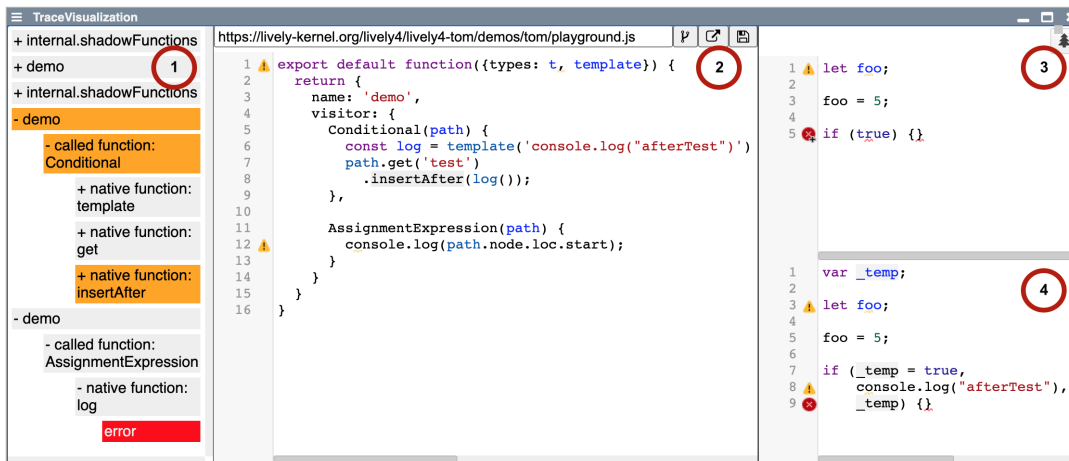 TraceVisualization
+ internal.shadowFunctions
+ demo
+ internal.shadowFunctions
- demo
- called function:
Conditional
+ native function:
template
+ native function:
get
+ native function:
insertAfter
- demo
- called function:
AssignmentExpression
- native function:
log
error
1
https://lively-kernel.org/lively4/lively4-tom/demos/tom/playground.js
2
1 export default function({types: t, template}) {
2   return {
3     name: 'demo',
4     visitor: {
5       Conditional(path) {
6         const log = template('console.log("afterTest")')
7         path.get('test')
8           .insertAfter(log());
9       },
10
11       AssignmentExpression(path) {
12         console.log(path.node.loc.start);
13       }
14     }
15   }
16 }
3
1 let foo;
2
3 foo = 5;
4
5 if (true) {}
4
1 var _temp;
2
3 let foo;
4
5 foo = 5;
6
7 if (_temp = true,
8     console.log("afterTest"),
9     _temp) {}